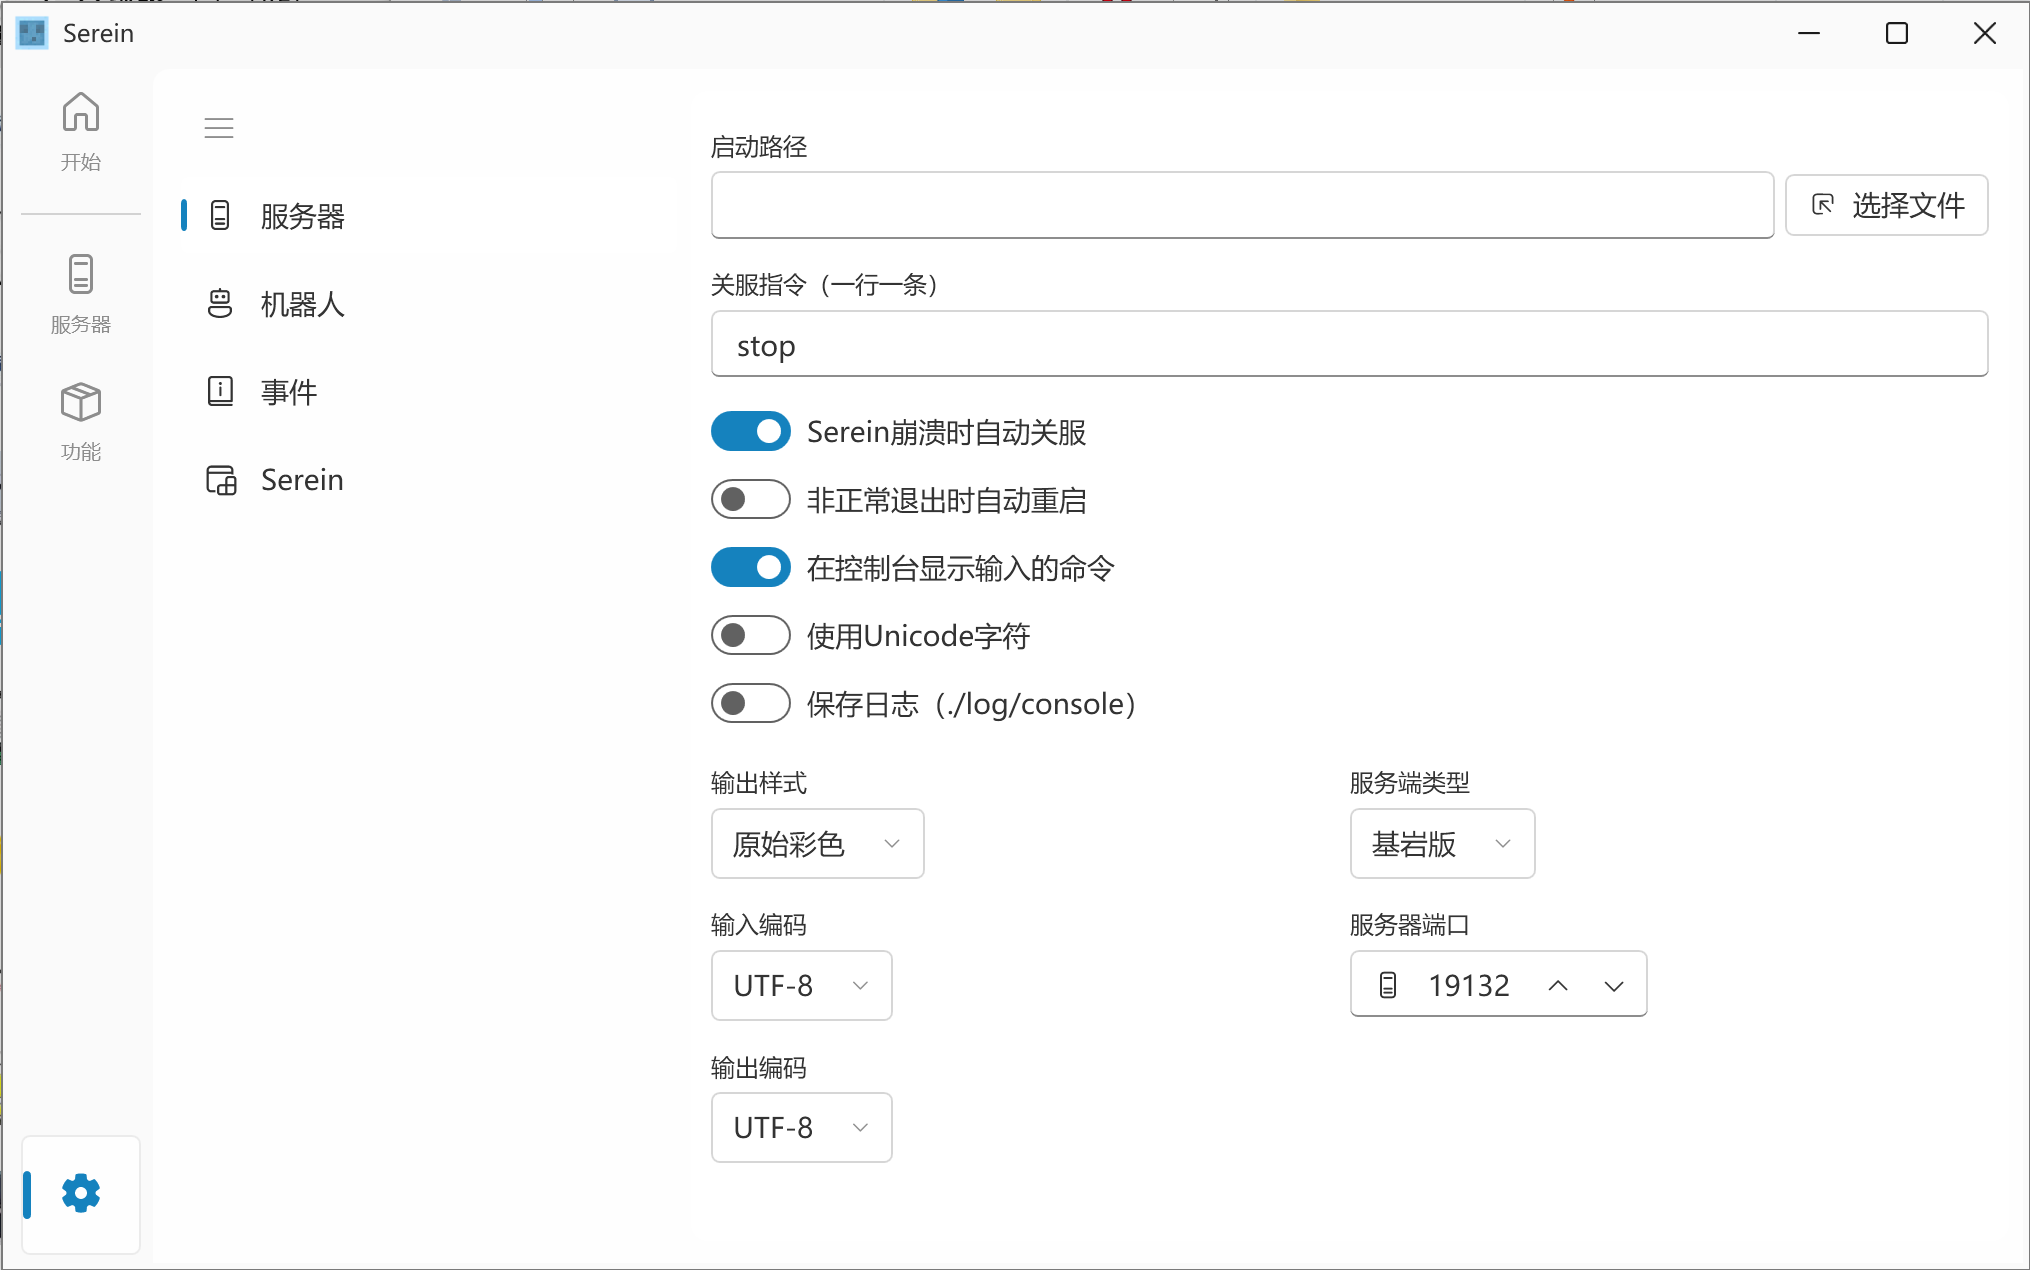 Serein
开始
服务器
功能
服务器
机器人
事件
Serein
启动路径
选择文件
关服指令（一行一条）
stop
Serein崩溃时自动关服
非正常退出时自动重启
在控制台显示输入的命令
使用Unicode字符
保存日志（./log/console）
输出样式
原始彩色
服务端类型
基岩版
输入编码
UTF-8
服务器端口
19132
输出编码
UTF-8